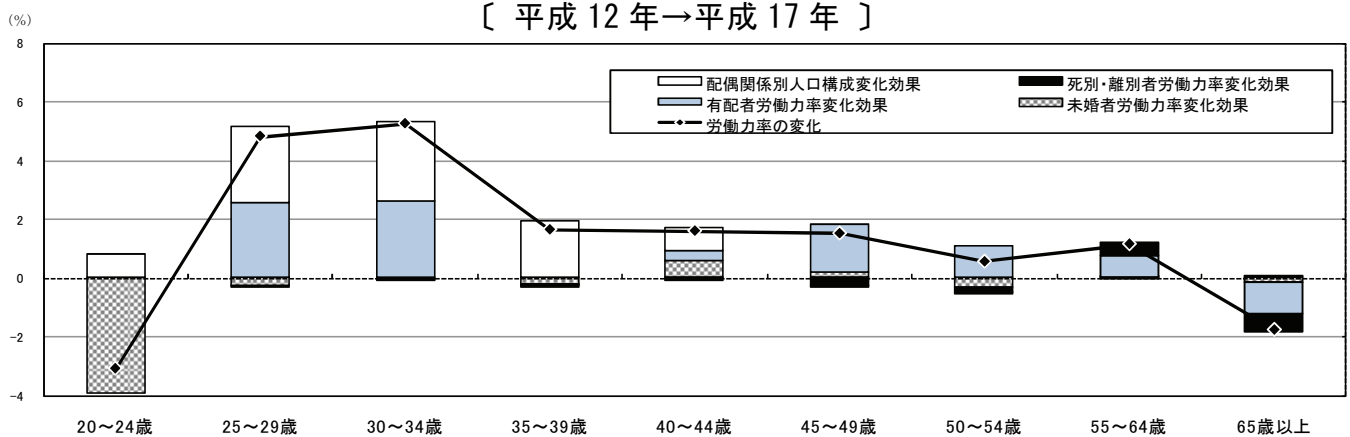 〔 平成 12 年→平成 17 年 〕
(%)
8
6
4
2
0
-2
-4
配偶関係別人口構成変化効果
死別・離別者労働力率変化効果
有配者労働力率変化効果
未婚者労働力率変化効果
労働力率の変化
20～24歳 25～29歳 30～34歳 35～39歳 40～44歳 45～49歳 50～54歳 55～64歳 65歳以上